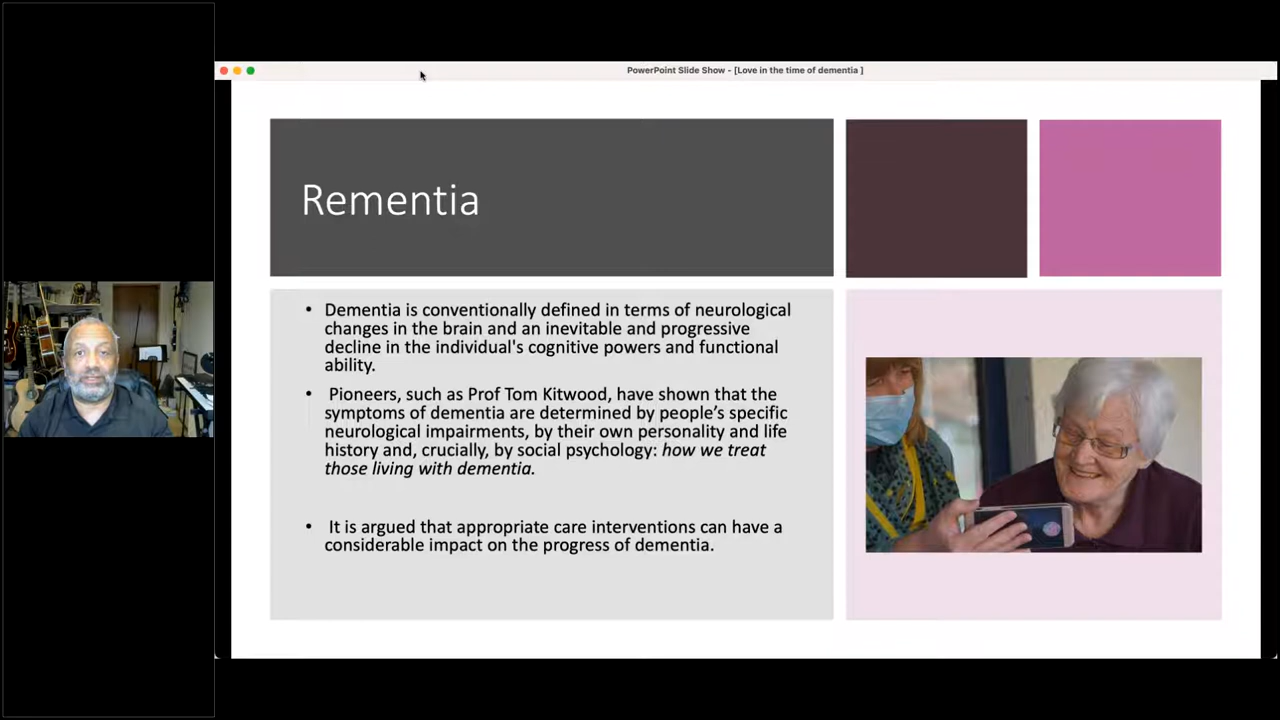 PowerPoint Slide Show - [Love in the time of dementia ]
Rementia
• Dementia is conventionally defined in terms of neurological
changes in the brain and an inevitable and progressive
decline in the individual's cognitive powers and functional
ability.
• Pioneers, such as Prof Tom Kitwood, have shown that the
symptoms of dementia are determined by people’s specific
neurological impairments, by their own personality and life
history and, crucially, by social psychology: how we treat
those living with dementia.
• It is argued that appropriate care interventions can have a
considerable impact on the progress of dementia.